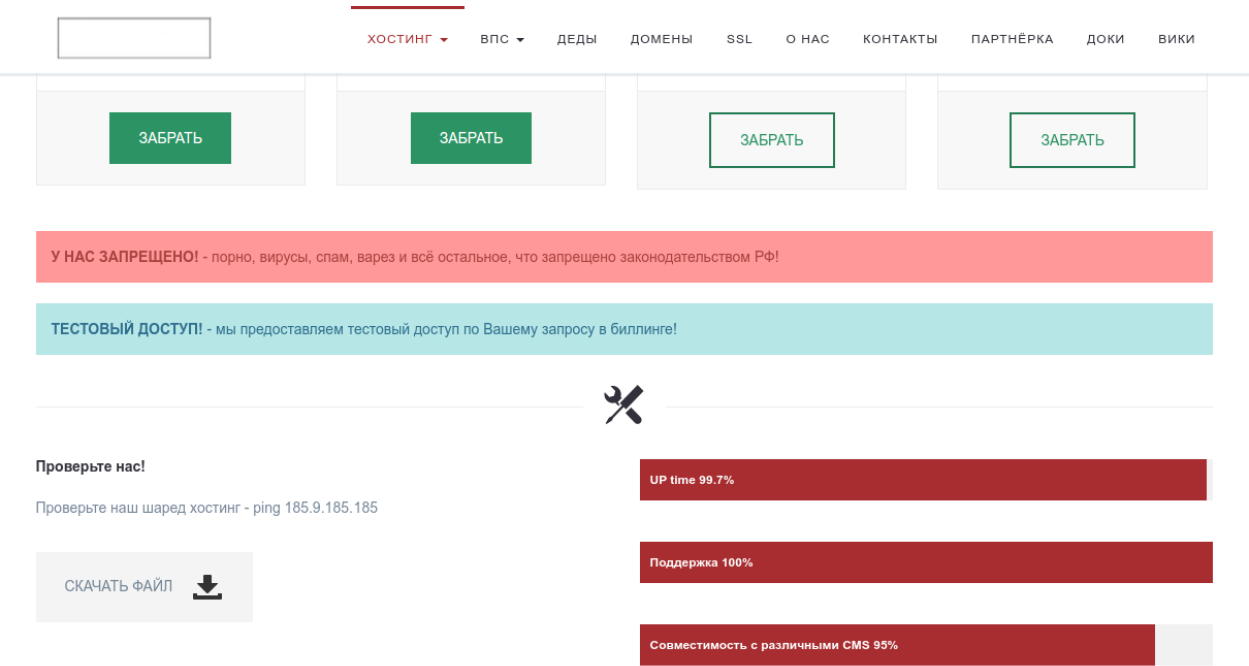 ХОСТИНГ ВПС ДЕДЫ ДОМЕНЫ SSL О НАС КОНТАКТЫ ПАРТНЁРКА ДОКИ ВИКИ
ЗАБРАТЬ ЗАБРАТЬ ЗАБРАТЬ ЗАБРАТЬ
У НАС ЗАПРЕЩЕНО! - порно, вирусы, спам, варез и всё остальное, что запрещено законодательством РФ!
ТЕСТОВЫЙ ДОСТУП! - мы предоставляем тестовый доступ по Вашему запросу в биллинге!
Проверьте нас!
Проверьте наш шаред хостинг - ping 185.9.185.185
СКАЧАТЬ ФАЙЛ
UP time 99.7%
Поддержка 100%
Совместимость с различными CMS 95%